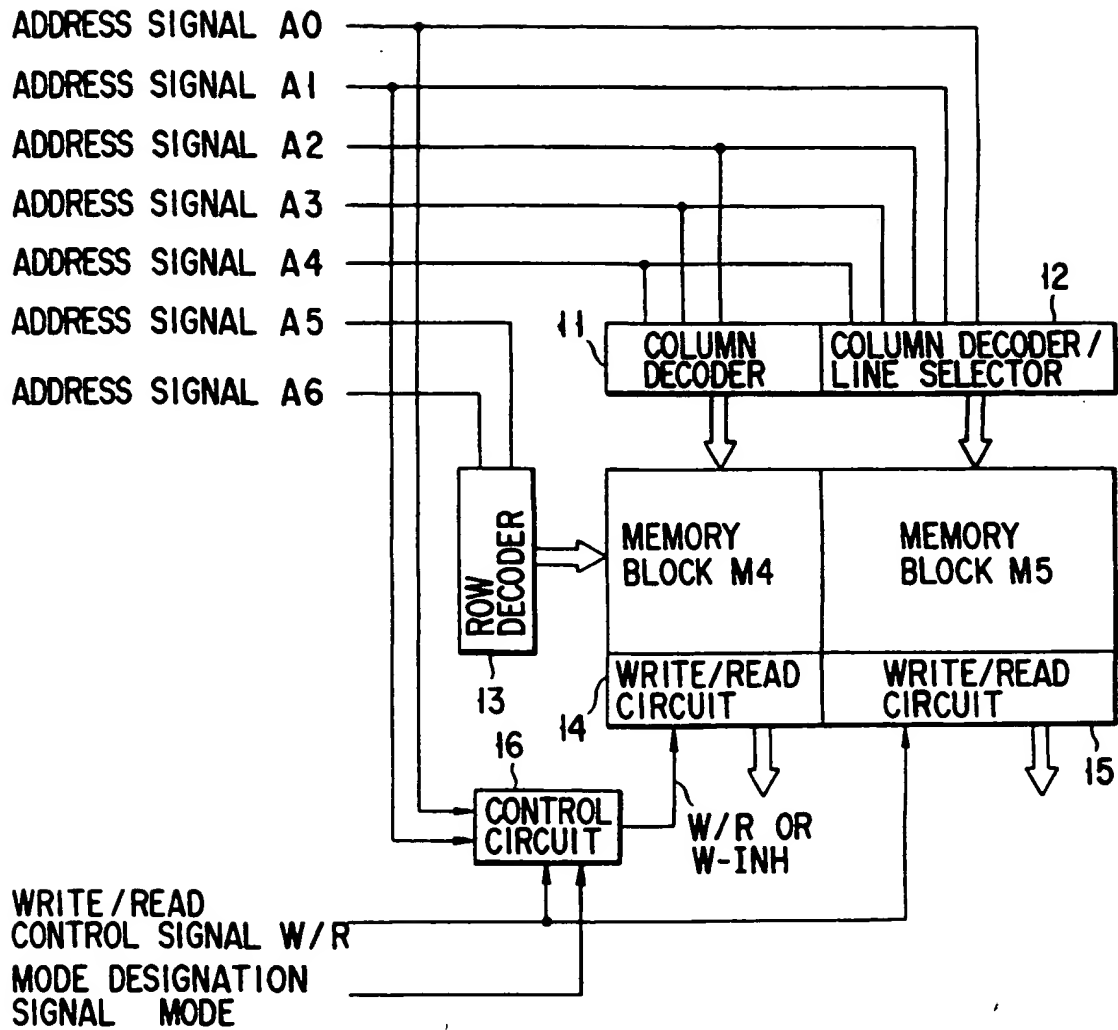 ADDRESS SIGNAL A0
ADDRESS SIGNAL A1
ADDRESS SIGNAL A2
ADDRESS SIGNAL A3
ADDRESS SIGNAL A4
ADDRESS SIGNAL A5
ADDRESS SIGNAL A6
11
12
COLUMN
DECODER
COLUMN DECODER/
LINE SELECTOR
ROW
DECODER
13
MEMORY
BLOCK M4
MEMORY
BLOCK M5
WRITE/READ
CIRCUIT
14
WRITE/READ
CIRCUIT
15
16
CONTROL
CIRCUIT
W/R OR
W-INH
WRITE/READ
CONTROL SIGNAL W/R
MODE DESIGNATION
SIGNAL MODE